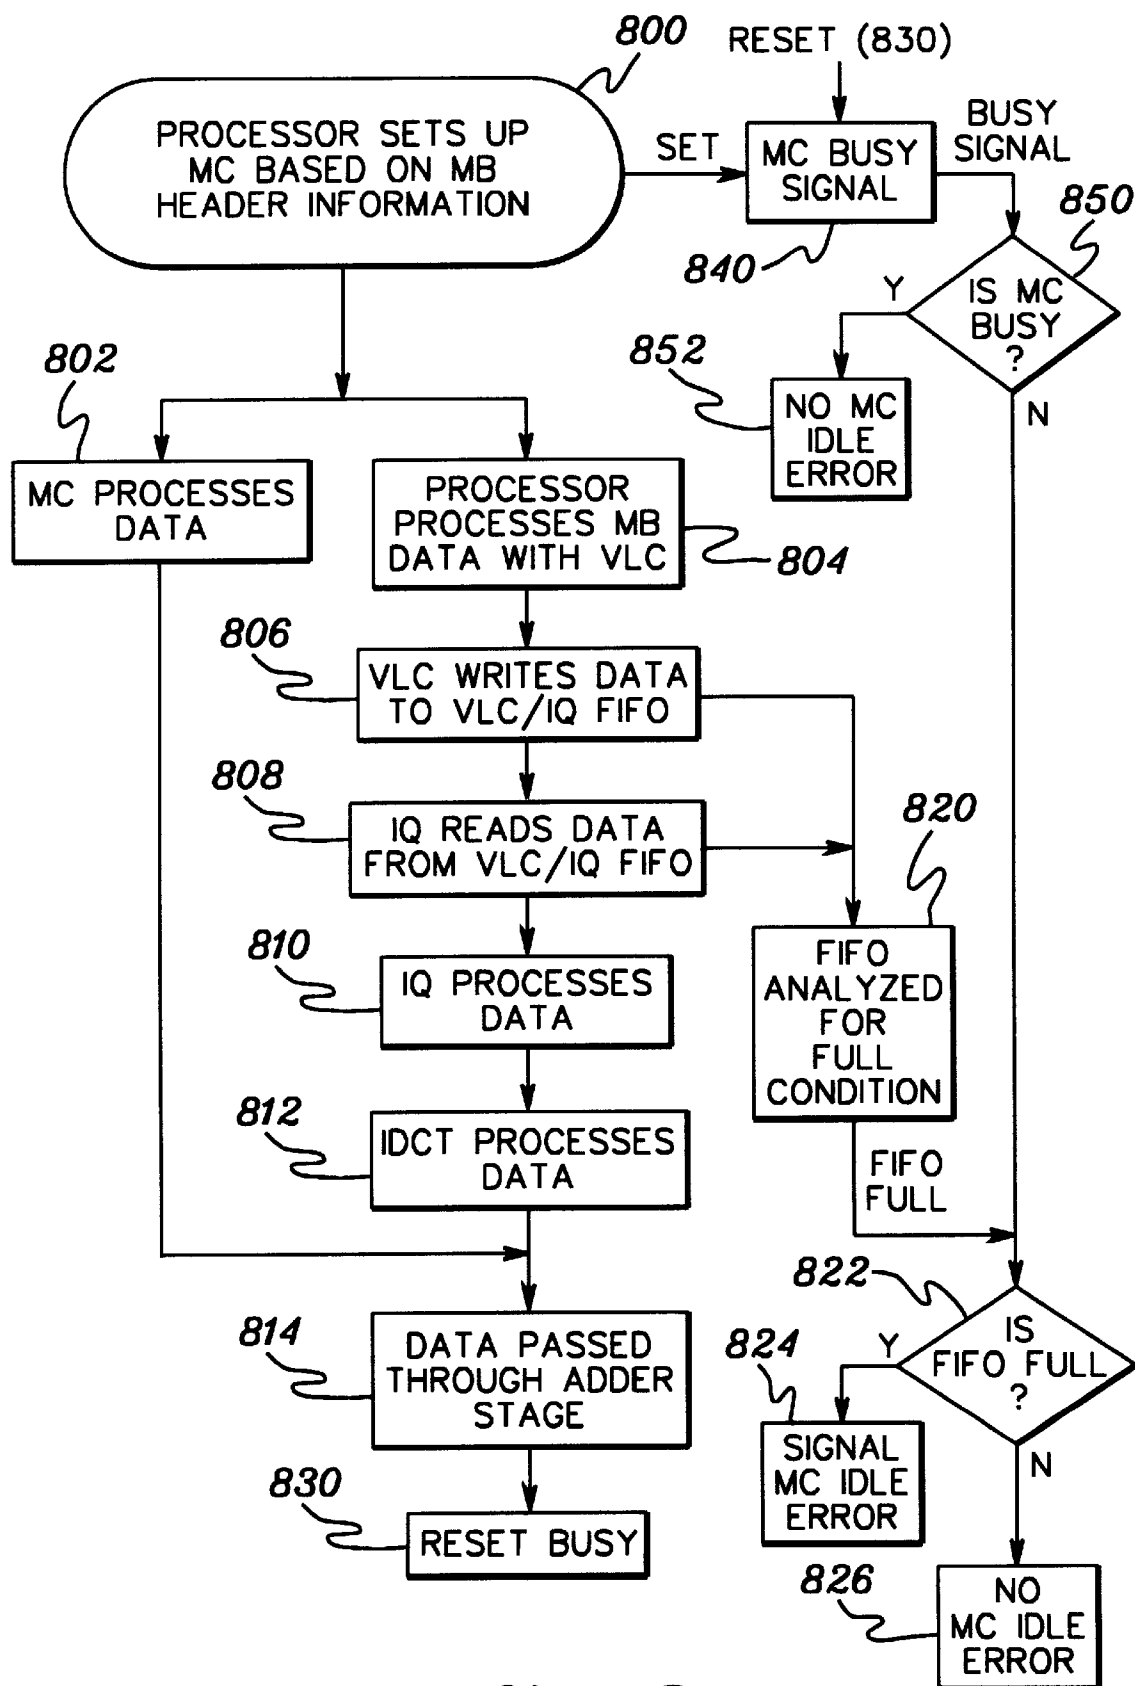 800
RESET (830)
PROCESSOR SETS UP
MC BASED ON MB
HEADER INFORMATION
SET
MC BUSY
SIGNAL
BUSY
SIGNAL
840
850
IS MC
BUSY
?
Y
N
852
NO MC
IDLE
ERROR
802
MC PROCESSES
DATA
PROCESSOR
PROCESSES MB
DATA WITH VLC
804
806
VLC WRITES DATA
TO VLC/IQ FIFO
808
IQ READS DATA
FROM VLC/IQ FIFO
820
FIFO
ANALYZED
FOR
FULL
CONDITION
810
IQ PROCESSES
DATA
812
IDCT PROCESSES
DATA
FIFO
FULL
822
IS
FIFO FULL
?
Y
N
814
DATA PASSED
THROUGH ADDER
STAGE
824
SIGNAL
MC IDLE
ERROR
830
RESET BUSY
826
NO
MC IDLE
ERROR